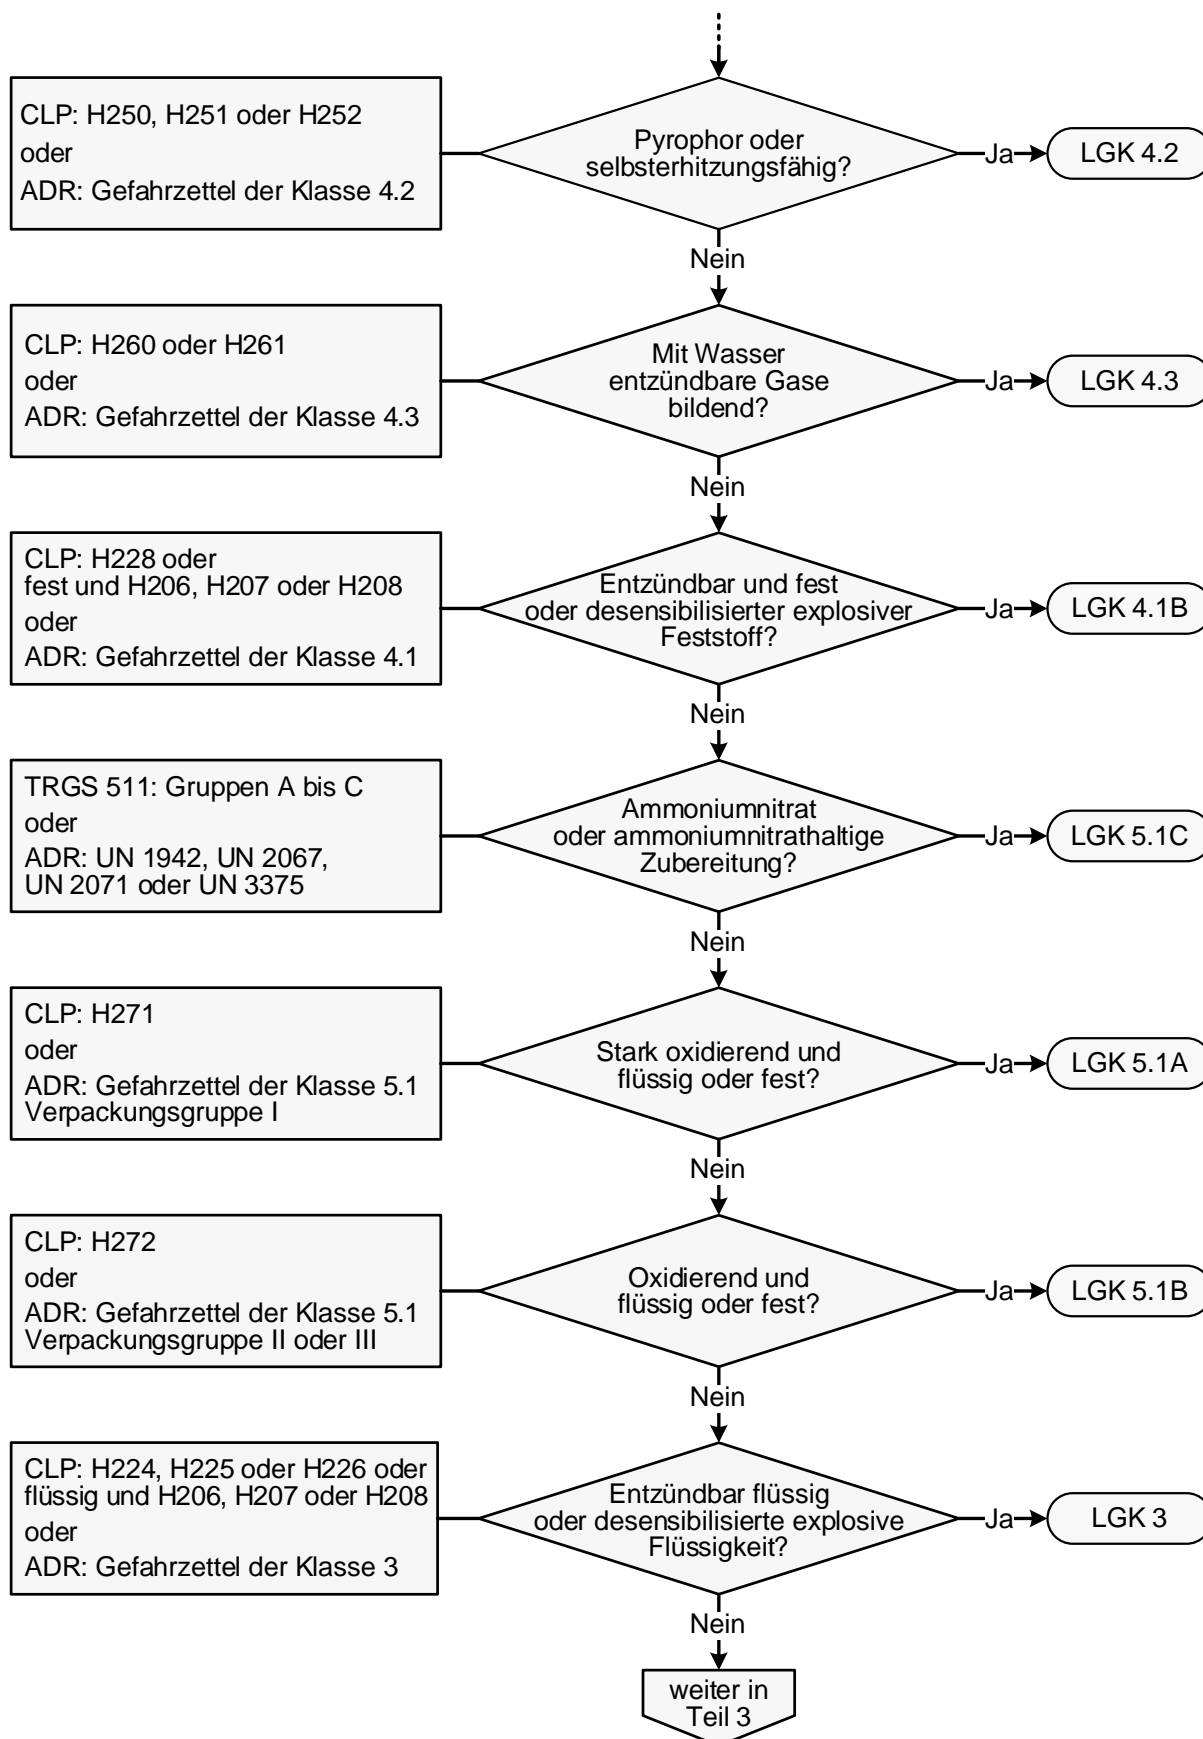 CLP: H250, H251 oder H252
oder
ADR: Gefahrzettel der Klasse 4.2
Pyrophor oder
selbsterhitzungsfähig?
Ja
LGK 4.2
Nein
CLP: H260 oder H261
oder
ADR: Gefahrzettel der Klasse 4.3
Mit Wasser
entzündbare Gase
bildend?
Ja
LGK 4.3
Nein
CLP: H228 oder
fest und H206, H207 oder H208
oder
ADR: Gefahrzettel der Klasse 4.1
Entzündbar und fest
oder desensibilisierter explosiver
Feststoff?
Ja
LGK 4.1B
Nein
TRGS 511: Gruppen A bis C
oder
ADR: UN 1942, UN 2067,
UN 2071 oder UN 3375
Ammoniumnitrat
oder ammoniumnitrathaltige
Zubereitung?
Ja
LGK 5.1C
Nein
CLP: H271
oder
ADR: Gefahrzettel der Klasse 5.1
Verpackungsgruppe I
Stark oxidierend und
flüssig oder fest?
Ja
LGK 5.1A
Nein
CLP: H272
oder
ADR: Gefahrzettel der Klasse 5.1
Verpackungsgruppe II oder III
Oxidierend und
flüssig oder fest?
Ja
LGK 5.1B
Nein
CLP: H224, H225 oder H226 oder
flüssig und H206, H207 oder H208
oder
ADR: Gefahrzettel der Klasse 3
Entzündbar flüssig
oder desensibilisierte explosive
Flüssigkeit?
Ja
LGK 3
Nein
weiter in
Teil 3